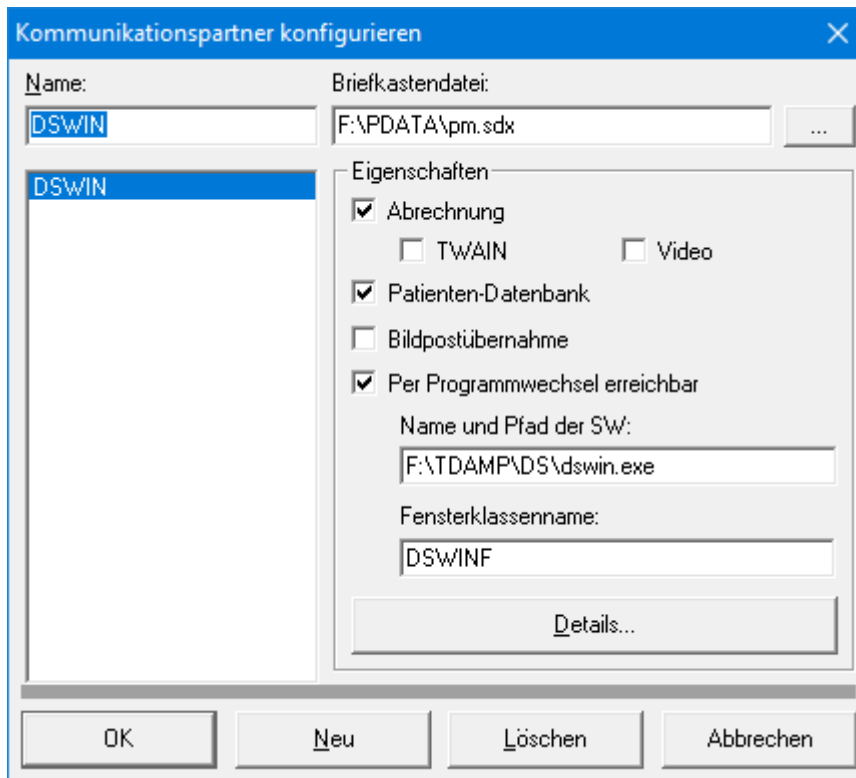 Kommunikationspartner konfigurieren
Name:
Briefkastendatei:
DSWIN
F:\PDATA\pm.sdx
...
DSWIN
Eigenschaften
Abrechnung
TWAIN
Video
Patienten-Datenbank
Bildpostübernahme
Per Programmwechsel erreichbar
Name und Pfad der SW:
F:\TDAMP\DS\dswin.exe
Fensterklassenname:
DSWINF
Details...
OK
Neu
Löschen
Abbrechen